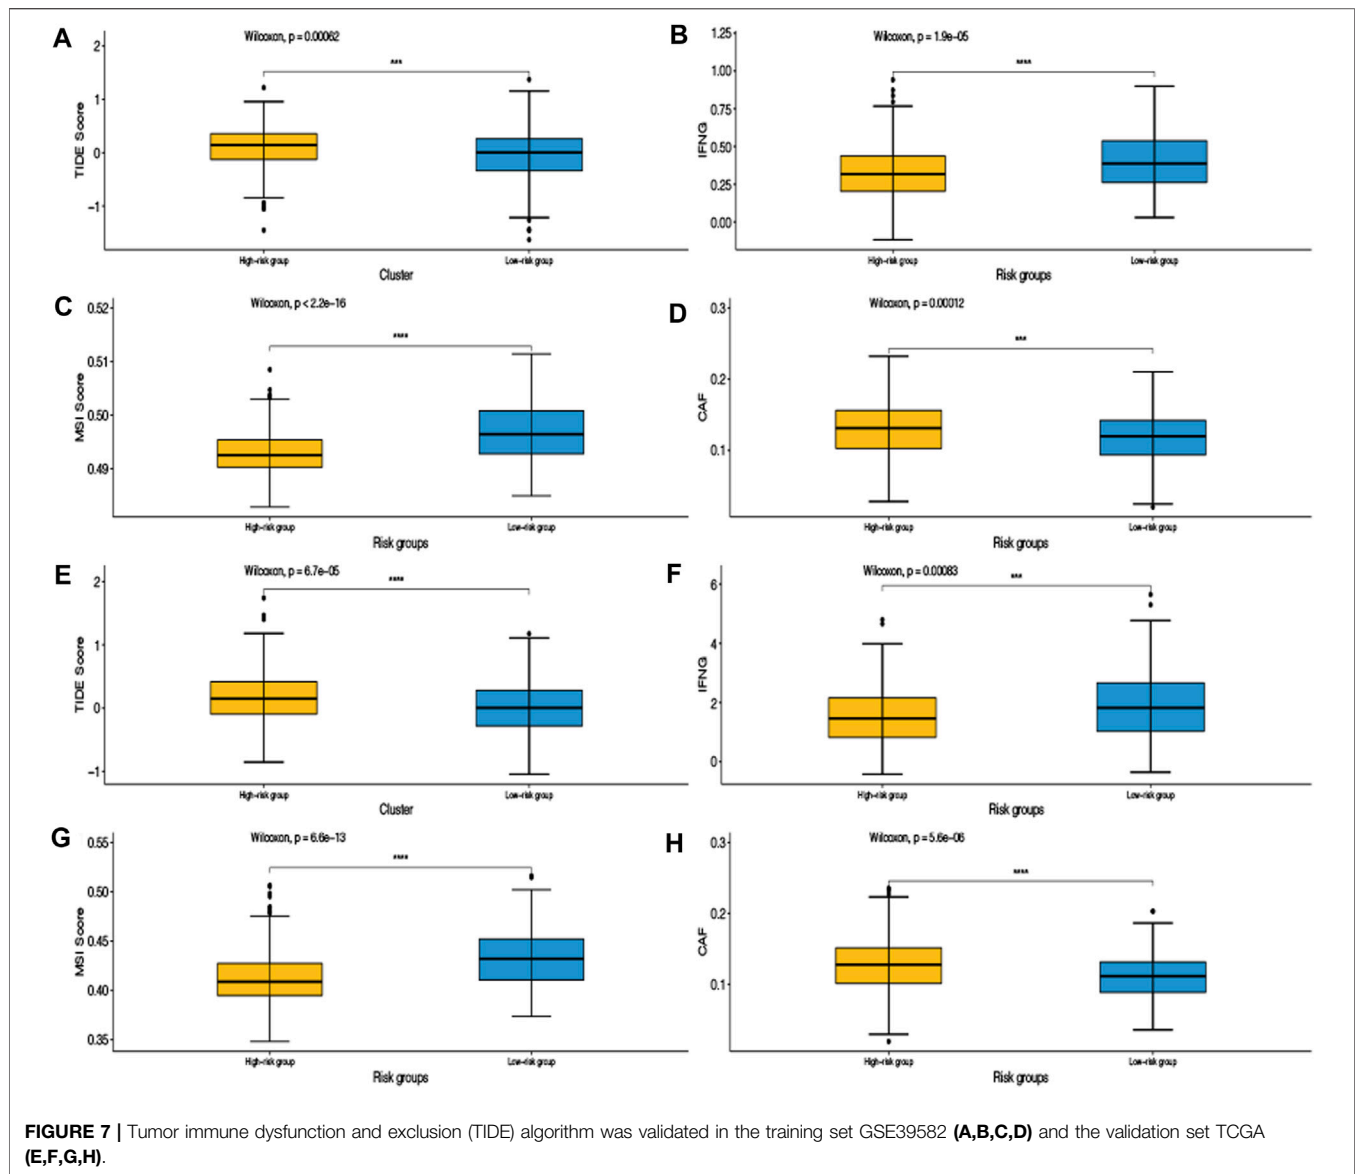 A
Wilcoxon, p = 0.00062
***
TIDE Score
2
1
0
−1
High−risk group
Low−risk group
Cluster
B
Wilcoxon, p = 1.9e−05
****
IFNG
1.25
1.00
0.75
0.50
0.25
0.00
High−risk group
Low−risk group
Risk groups
C
Wilcoxon, p < 2.2e−16
****
MSI Score
0.52
0.51
0.50
0.49
High−risk group
Low−risk group
Risk groups
D
Wilcoxon, p = 0.00012
***
CAF
0.3
0.2
0.1
High−risk group
Low−risk group
Risk groups
E
Wilcoxon, p = 6.7e−05
****
TIDE Score
2
1
0
−1
High−risk group
Low−risk group
Cluster
F
Wilcoxon, p = 0.00083
***
IFNG
6
4
2
0
High−risk group
Low−risk group
Risk groups
G
Wilcoxon, p = 6.6e−13
****
MSI Score
0.55
0.50
0.45
0.40
0.35
High−risk group
Low−risk group
Risk groups
H
Wilcoxon, p = 5.6e−06
****
CAF
0.3
0.2
0.1
High−risk group
Low−risk group
Risk groups
FIGURE 7 | Tumor immune dysfunction and exclusion (TIDE) algorithm was validated in the training set GSE39582 (A,B,C,D) and the validation set TCGA
(E,F,G,H).